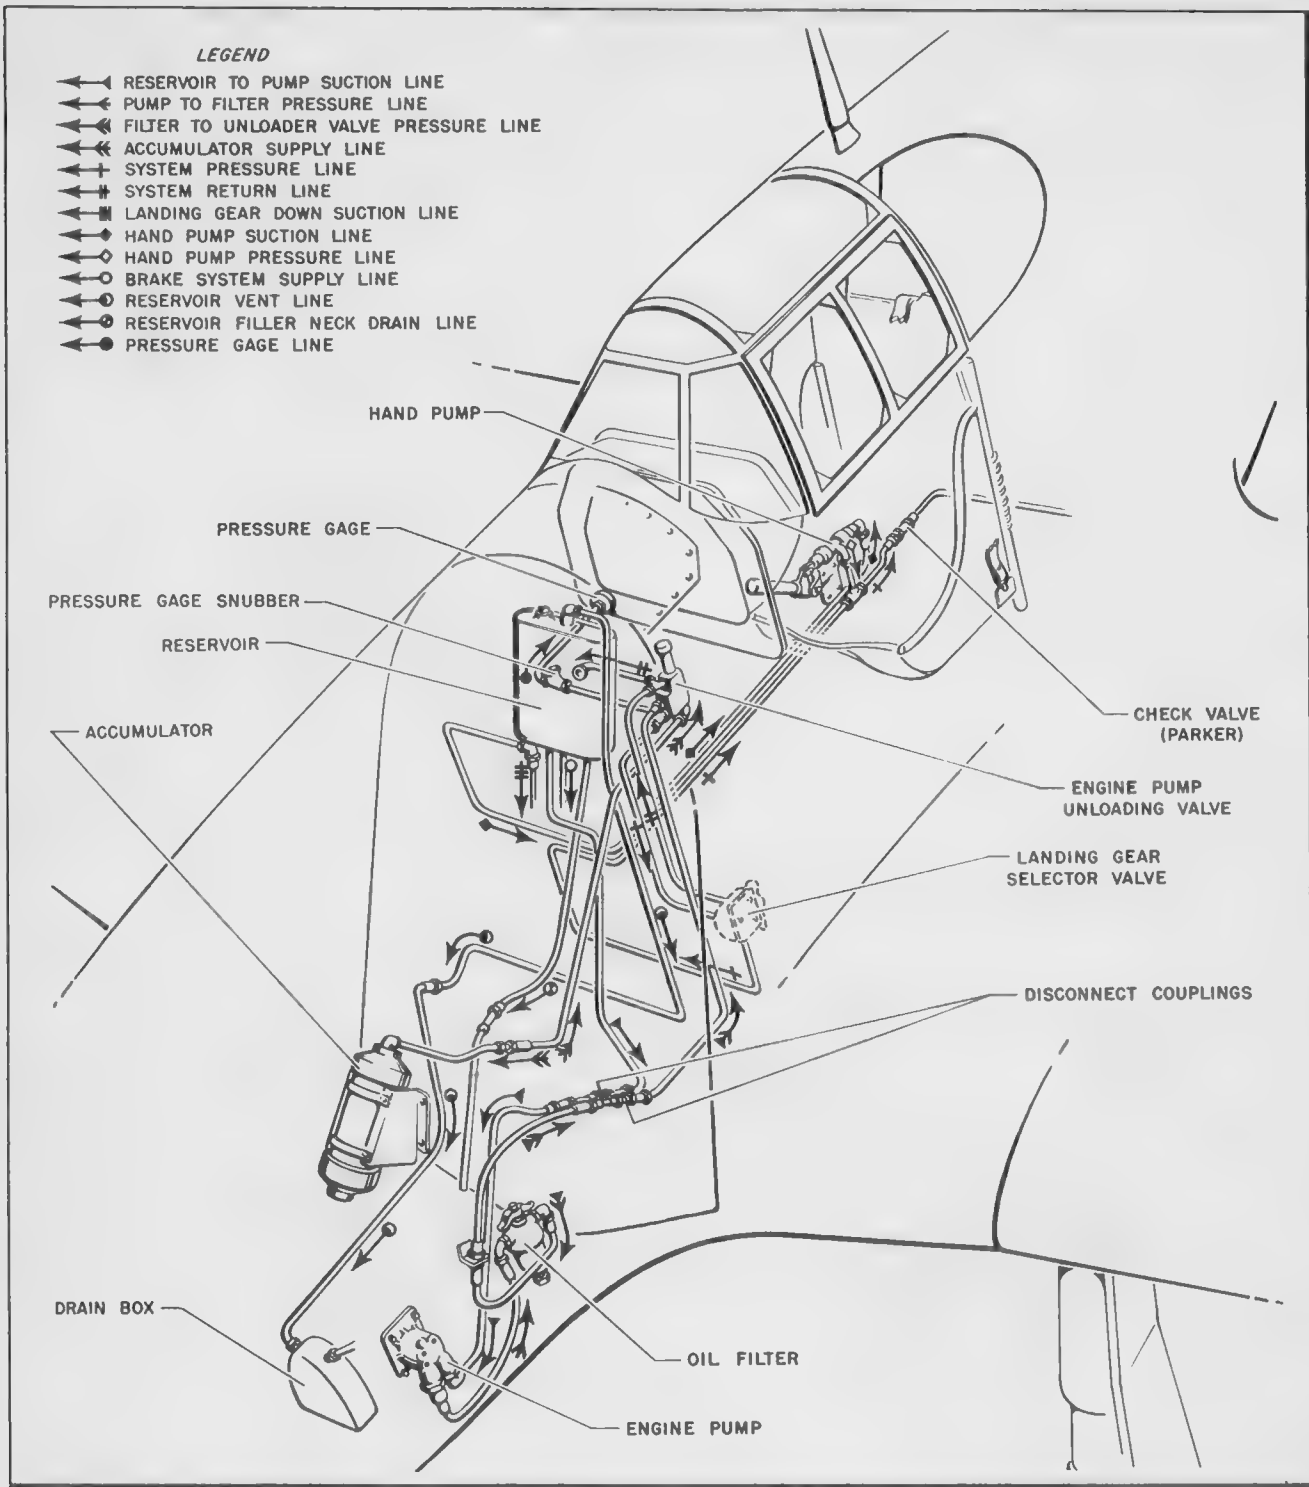 LEGEND
RESERVOIR TO PUMP SUCTION LINE
PUMP TO FILTER PRESSURE LINE
FILTER TO UNLOADER VALVE PRESSURE LINE
ACCUMULATOR SUPPLY LINE
SYSTEM PRESSURE LINE
SYSTEM RETURN LINE
LANDING GEAR DOWN SUCTION LINE
HAND PUMP SUCTION LINE
HAND PUMP PRESSURE LINE
BRAKE SYSTEM SUPPLY LINE
RESERVOIR VENT LINE
RESERVOIR FILLER NECK DRAIN LINE
PRESSURE GAGE LINE
HAND PUMP
PRESSURE GAGE
PRESSURE GAGE SNUBBER
RESERVOIR
ACCUMULATOR
CHECK VALVE
(PARKER)
ENGINE PUMP
UNLOADING VALVE
LANDING GEAR
SELECTOR VALVE
DISCONNECT COUPLINGS
DRAIN BOX
OIL FILTER
ENGINE PUMP